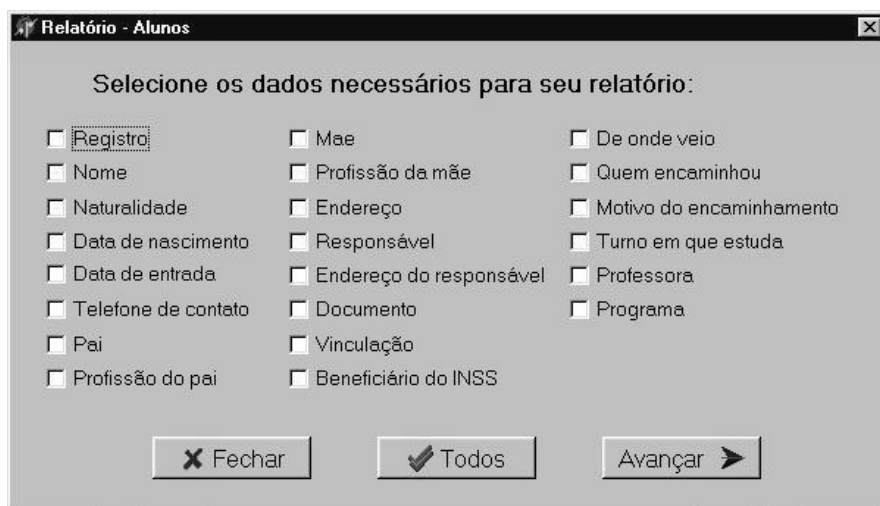 Relatório - Alunos
Selecione os dados necessários para seu relatório:
Registro
Nome
Naturalidade
Data de nascimento
Data de entrada
Telefone de contato
Pai
Profissão do pai
Mae
Profissão da mãe
Endereço
Responsável
Endereço do responsável
Documento
Vinculação
Beneficiário do INSS
De onde veio
Quem encaminhou
Motivo do encaminhamento
Turno em que estuda
Professora
Programa
Fechar
Todos
Avançar